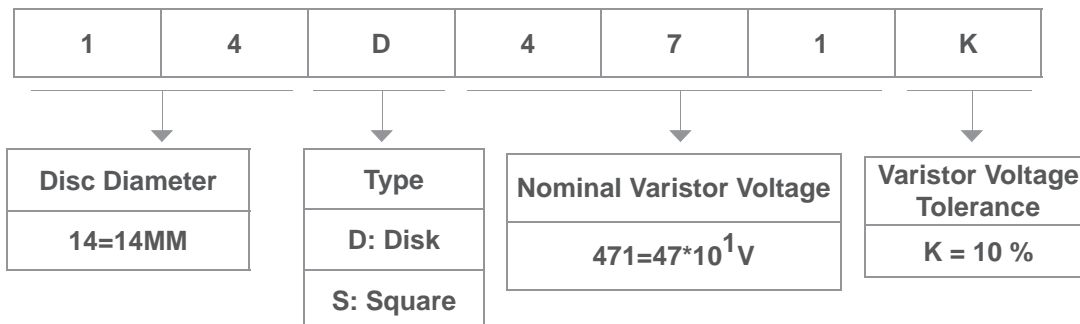 1 4 D 4 7 1 K
Disc Diameter
14=14MM
Type
D: Disk
S: Square
Nominal Varistor Voltage
471=47*10¹V
Varistor Voltage
Tolerance
K = 10 %